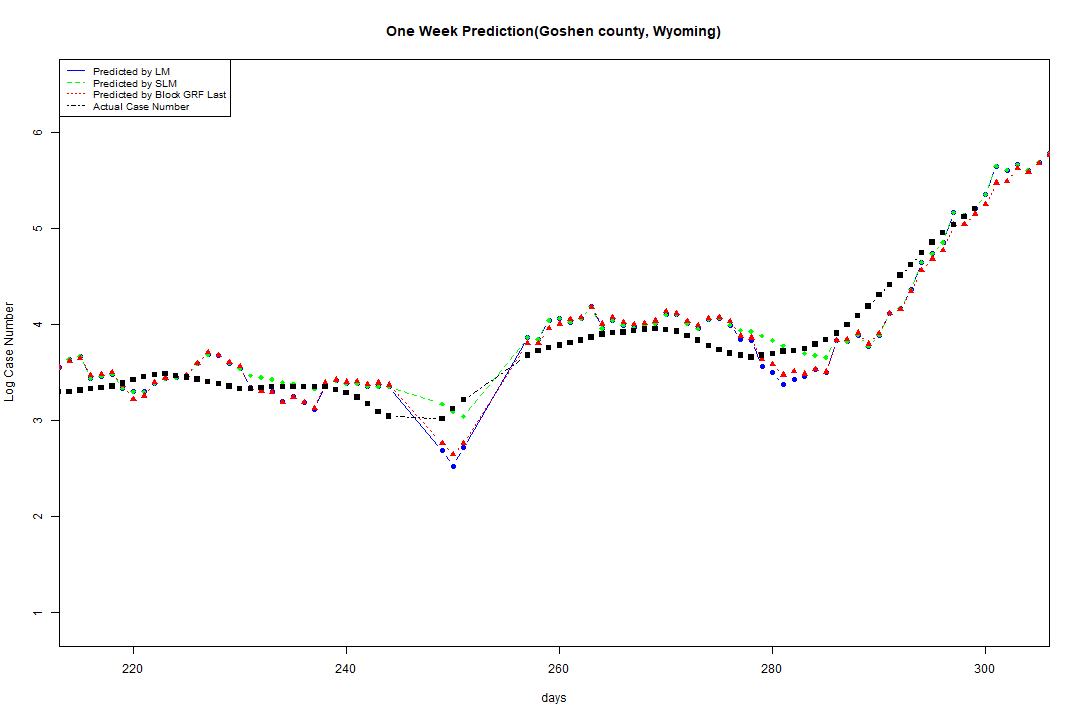 One Week Prediction(Goshen county, Wyoming)
Predicted by LM
Predicted by SLM
Predicted by Block GRF Last
Actual Case Number
Log Case Number
6
5
4
3
2
1
220 240 260 280 300
days